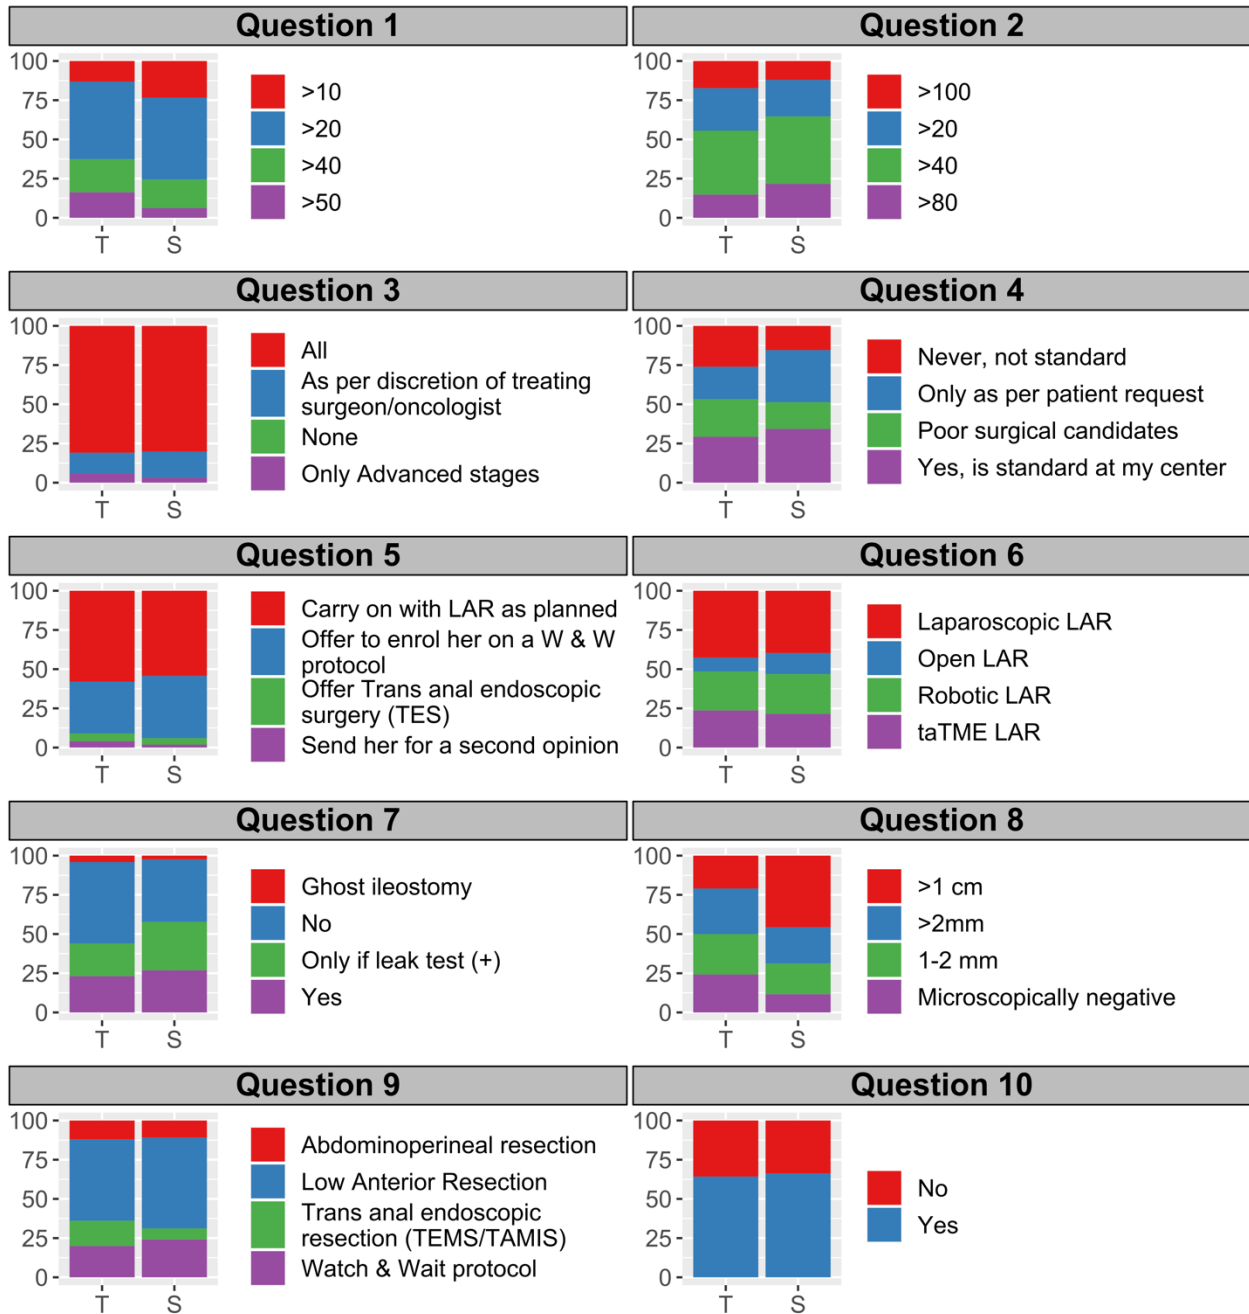 Question 1
100
75
50
25
0
T S
>10
>20
>40
>50
Question 2
100
75
50
25
0
T S
>100
>20
>40
>80
Question 3
100
75
50
25
0
T S
All
As per discretion of treating
surgeon/oncologist
None
Only Advanced stages
Question 4
100
75
50
25
0
T S
Never, not standard
Only as per patient request
Poor surgical candidates
Yes, is standard at my center
Question 5
100
75
50
25
0
T S
Carry on with LAR as planned
Offer to enrol her on a W & W
protocol
Offer Trans anal endoscopic
surgery (TES)
Send her for a second opinion
Question 6
100
75
50
25
0
T S
Laparoscopic LAR
Open LAR
Robotic LAR
taTME LAR
Question 7
100
75
50
25
0
T S
Ghost ileostomy
No
Only if leak test (+)
Yes
Question 8
100
75
50
25
0
T S
>1 cm
>2mm
1-2 mm
Microscopically negative
Question 9
100
75
50
25
0
T S
Abdominoperineal resection
Low Anterior Resection
Trans anal endoscopic
resection (TEMS/TAMIS)
Watch & Wait protocol
Question 10
100
75
50
25
0
T S
No
Yes